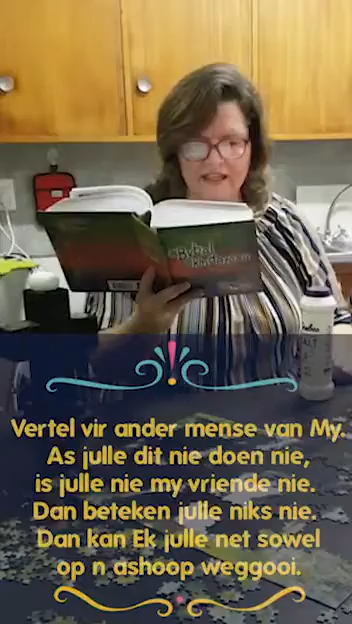 Bybel
Vertel vir ander mense van My.
As julle dit nie doen nie,
is julle nie my vriende nie.
Dan beteken julle niks nie.
Dan kan Ek julle net sowel
op n ashoop weggooi.